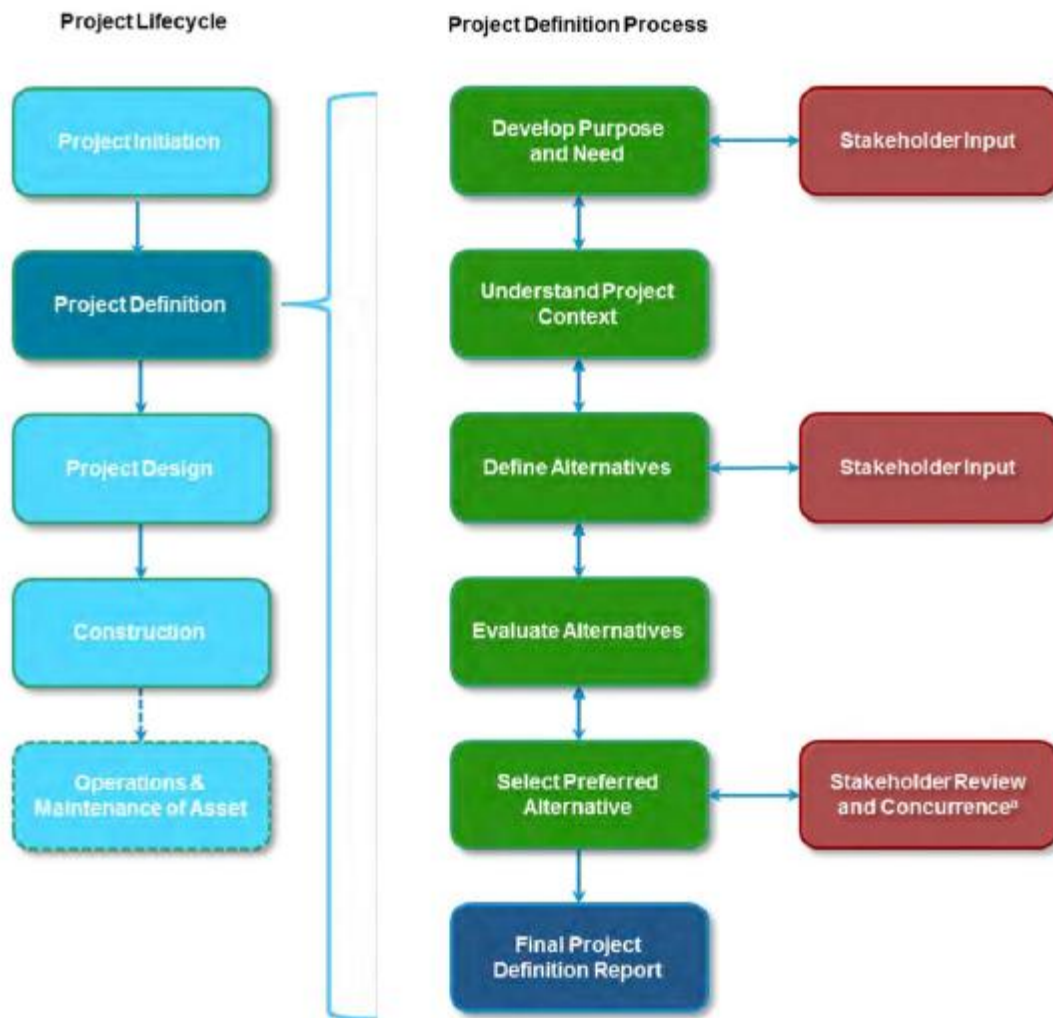 Project Lifecycle
Project Initiation
Project Definition
Project Design
Construction
Operations &
Maintenance of Asset
Project Definition Process
Develop Purpose
and Need
Stakeholder Input
Understand Project
Context
Define Alternatives
Stakeholder Input
Evaluate Alternatives
Select Preferred
Alternative
Stakeholder Review
and Concurrenceª
Final Project
Definition Report